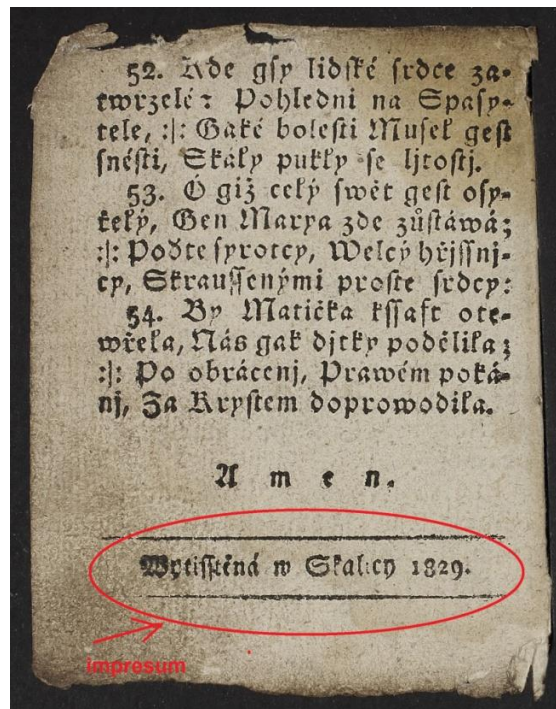 52. Kde gsy lidské srdce za-
twrzelé: Pohledni na Spasy-
tele, :|: Gaké bolesti Musel gest
snésti, Skály pukly se ljtostj.
53. Ó giž celý swět gest osy-
řelý, Gen Marya zde zůstáwá;
:|: Poďte syrotcy, Welcý hřjssnj-
cy, Skraussenými proste srdcy:
54. By Matička kssaft ote-
wřela, Nás gak djtky podělila;
:|: Po obrácenj, Prawém poká-
nj, Za Krystem doprowodila.
Amen.
Wytisstěná w Skalicy 1829.
impresum